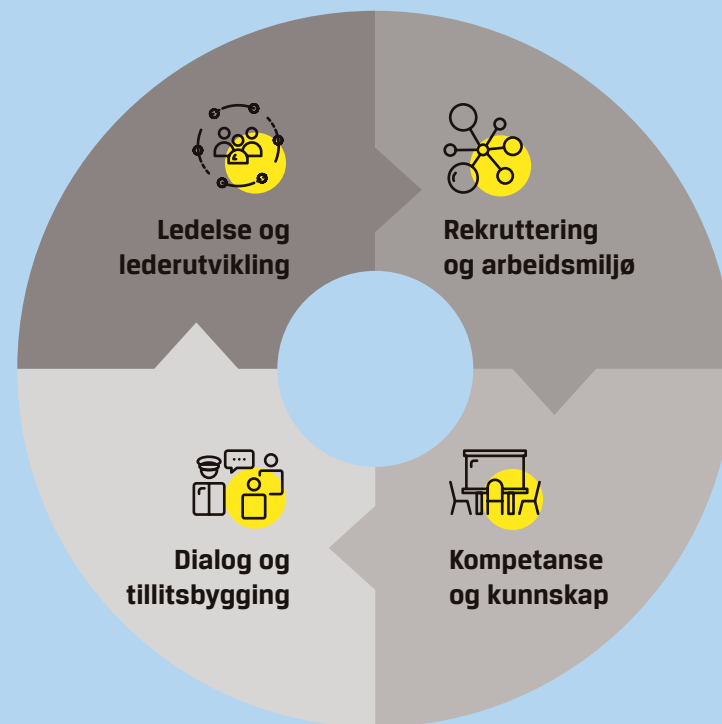 Ledelse og
lederutvikling
Rekruttering
og arbeidsmiljø
Dialog og
tillitsbygging
Kompetanse
og kunnskap